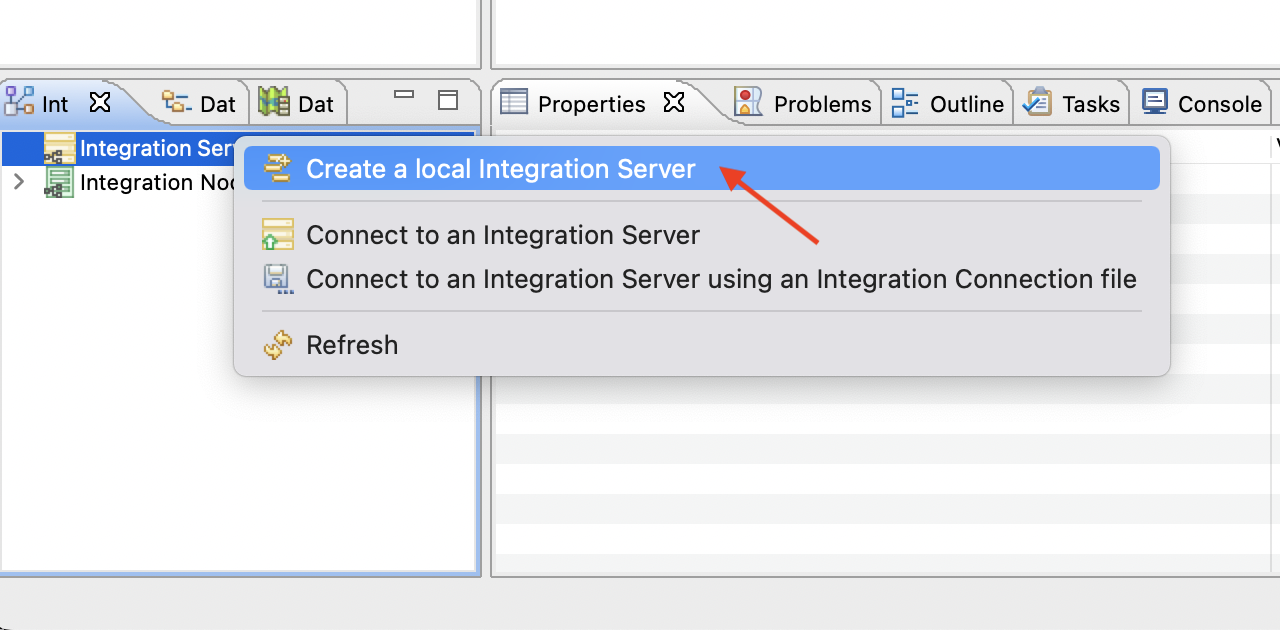 Int
Dat
Dat
Properties
Problems
Outline
Tasks
Console
Integration Ser
Integration Noc
Create a local Integration Server
Connect to an Integration Server
Connect to an Integration Server using an Integration Connection file
Refresh